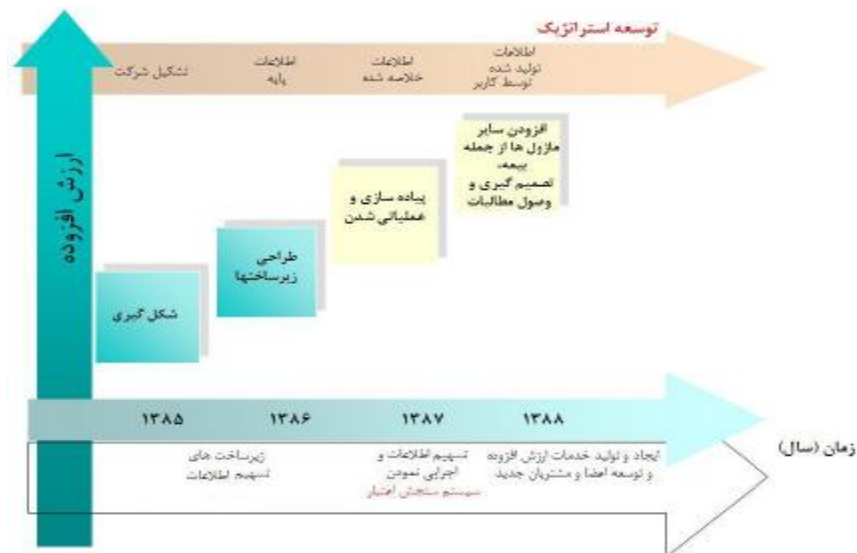 توسعه استراتژیک
تشکیل شرکت
اطلاعات
پایه
اطلاعات
خلاصه شده
اطلاعات
تولید شده
توسط کاربر
ارزش افزوده
شکل گیری
طراحی
زیرساختها
پیاده سازی و
عملیاتی شدن
افزودن سایر
ماژول ها از جمله
بیمه،
تصمیم گیری و
وصول مطالبات
۱۳۸۵
۱۳۸۶
۱۳۸۷
۱۳۸۸
زمان (سال)
زیرساخت های
تسهیم اطلاعات
تسهیم اطلاعات و
اجرایی نمودن
سیستم سنجش اعتبار
ایجاد و تولید خدمات ارزش افزوده
و توسعه اعضا و مشتریان جدید